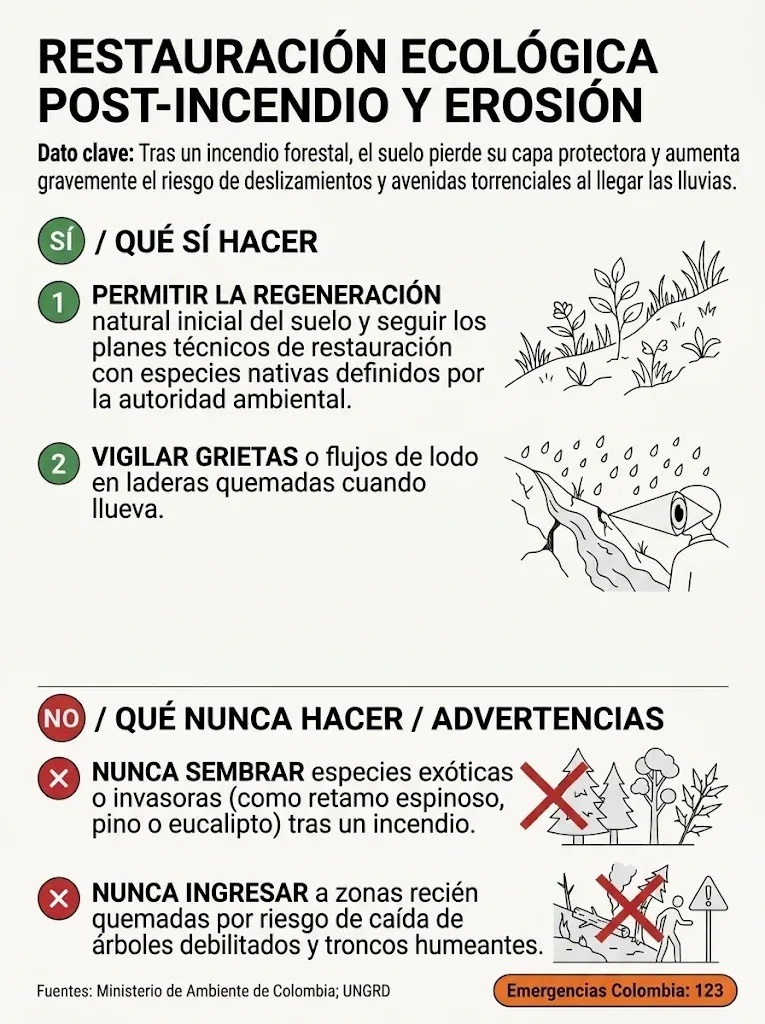 RESTAURACIÓN ECOLÓGICA
POST-INCENDIO Y EROSIÓN
Dato clave: Tras un incendio forestal, el suelo pierde su capa protectora y aumenta
gravemente el riesgo de deslizamientos y avenidas torrenciales al llegar las lluvias.
SÍ / QUÉ SÍ HACER
1 PERMITIR LA REGENERACIÓN
natural inicial del suelo y seguir los
planes técnicos de restauración
con especies nativas definidos por
la autoridad ambiental.
2 VIGILAR GRIETAS o flujos de lodo
en laderas quemadas cuando
llueva.
NO / QUÉ NUNCA HACER / ADVERTENCIAS
NUNCA SEMBRAR especies exóticas
o invasoras (como retamo espinoso,
pino o eucalipto) tras un incendio.
NUNCA INGRESAR a zonas recién
quemadas por riesgo de caída de
árboles debilitados y troncos humeantes.
Fuentes: Ministerio de Ambiente de Colombia; UNGRD
Emergencias Colombia: 123